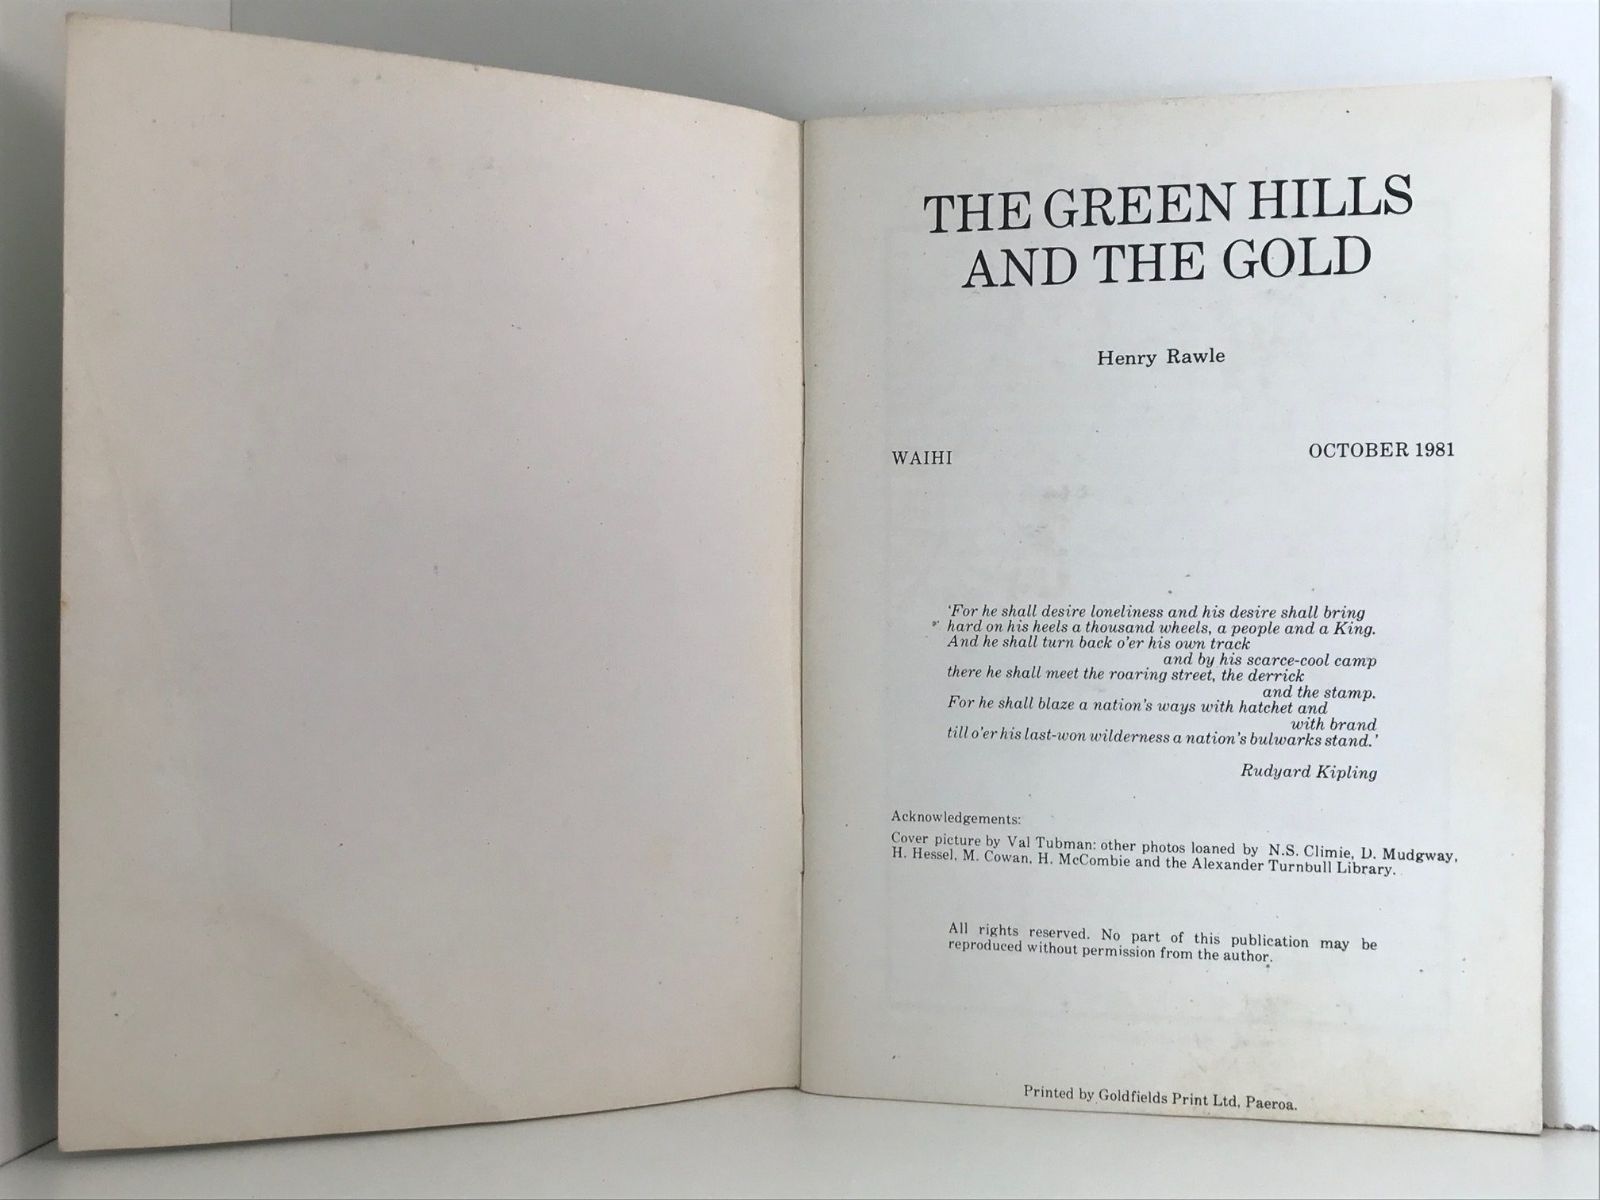 THE GREEN HILLS
AND THE GOLD
Henry Rawle
WAIHI OCTOBER 1981
'For he shall desire loneliness and his desire shall bring
hard on his heels a thousand wheels, a people and a King.
And he shall turn back o'er his own track
and by his scarce-cool camp
there he shall meet the roaring street, the derrick
and the stamp.
For he shall blaze a nation's ways with hatchet and
with brand
till o'er his last-won wilderness a nation's bulwarks stand.'
Rudyard Kipling
Acknowledgements:
Cover picture by Val Tubman: other photos loaned by N.S. Climie, D. Mudgway,
H. Hessel, M. Cowan, H. McCombie and the Alexander Turnbull Library.
All rights reserved. No part of this publication may be
reproduced without permission from the author.
Printed by Goldfields Print Ltd, Paeroa.